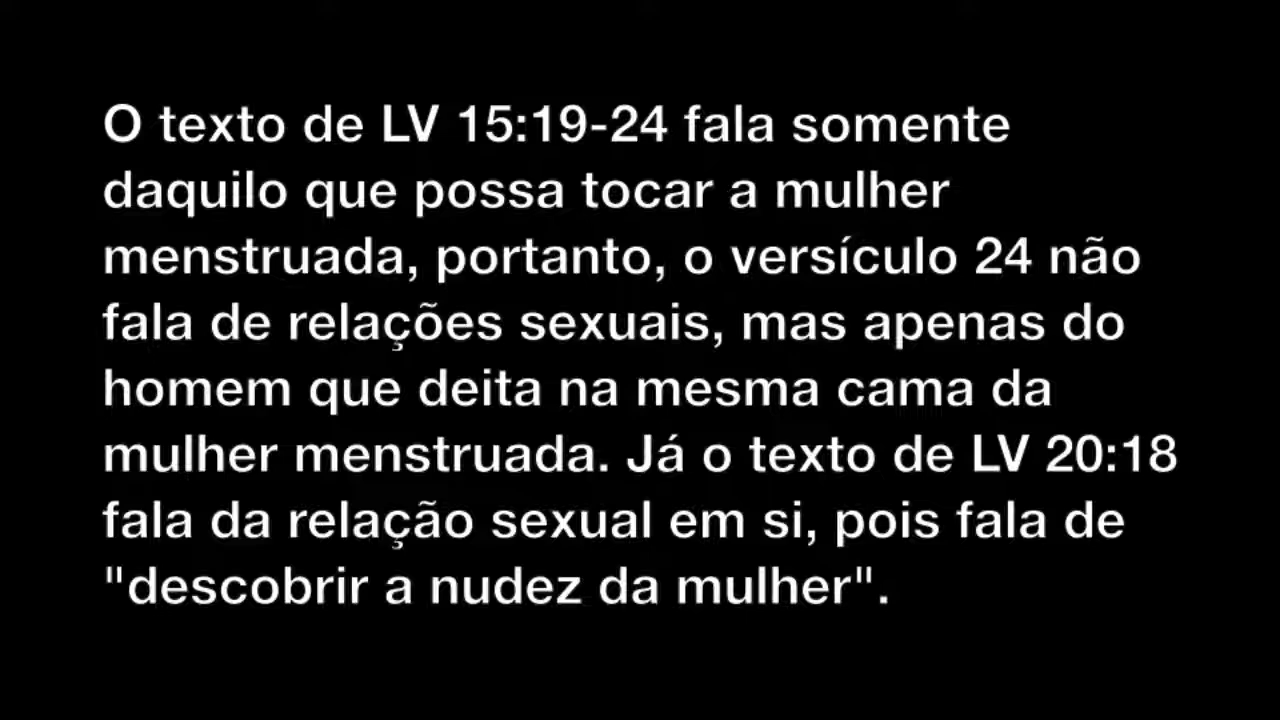 O texto de LV 15:19-24 fala somente
daquilo que possa tocar a mulher
menstruada, portanto, o versículo 24 não
fala de relações sexuais, mas apenas do
homem que deita na mesma cama da
mulher menstruada. Já o texto de LV 20:18
fala da relação sexual em si, pois fala de
"descobrir a nudez da mulher".